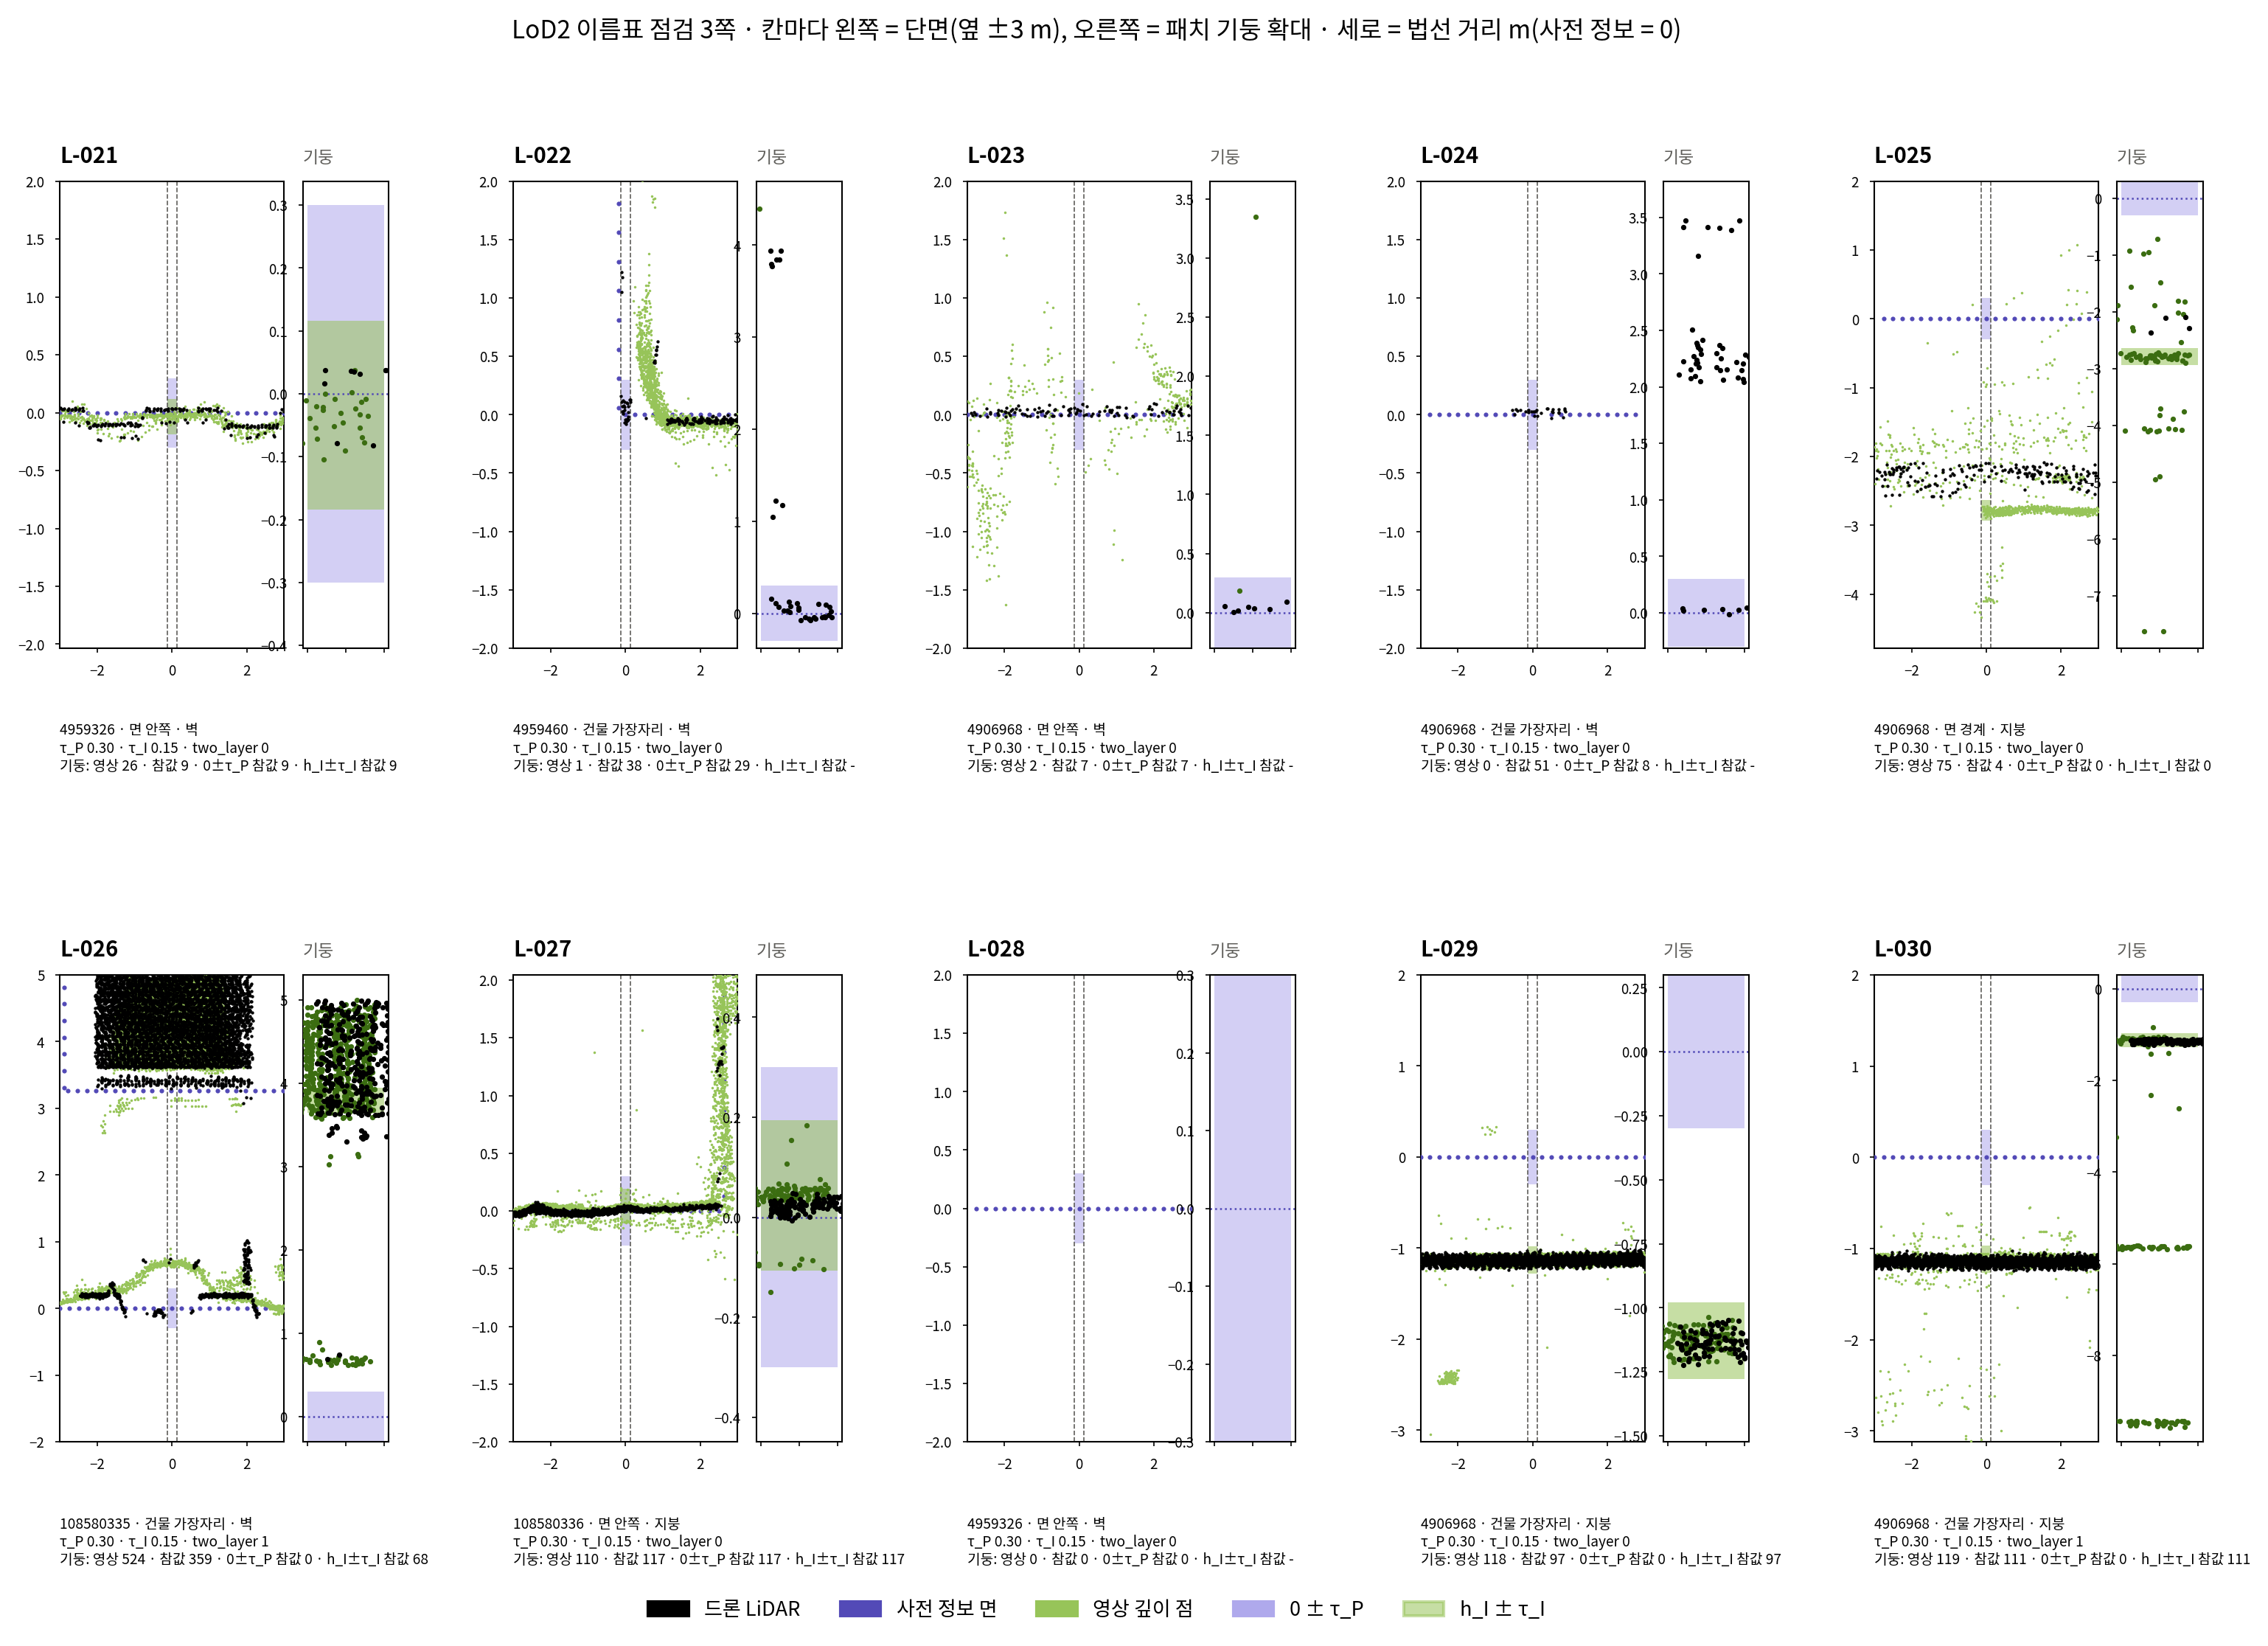 LoD2 이름표 점검 3쪽 · 칸마다 왼쪽 = 단면(옆 ±3 m), 오른쪽 = 패치 기둥 확대 · 세로 = 법선 거리 m(사전 정보 = 0)
L-021 기둥 L-022 기둥 L-023 기둥 L-024 기둥 L-025 기둥
4959326 · 면 안쪽 · 벽
τ_P 0.30 · τ_I 0.15 · two_layer 0
기둥: 영상 26 · 참값 9 · 0±τ_P 참값 9 · h_I±τ_I 참값 9
4959460 · 건물 가장자리 · 벽
τ_P 0.30 · τ_I 0.15 · two_layer 0
기둥: 영상 1 · 참값 38 · 0±τ_P 참값 29 · h_I±τ_I 참값 -
4906968 · 면 안쪽 · 벽
τ_P 0.30 · τ_I 0.15 · two_layer 0
기둥: 영상 2 · 참값 7 · 0±τ_P 참값 7 · h_I±τ_I 참값 -
4906968 · 건물 가장자리 · 벽
τ_P 0.30 · τ_I 0.15 · two_layer 0
기둥: 영상 0 · 참값 51 · 0±τ_P 참값 8 · h_I±τ_I 참값 -
4906968 · 면 경계 · 지붕
τ_P 0.30 · τ_I 0.15 · two_layer 0
기둥: 영상 75 · 참값 4 · 0±τ_P 참값 0 · h_I±τ_I 참값 0
L-026 기둥 L-027 기둥 L-028 기둥 L-029 기둥 L-030 기둥
108580335 · 건물 가장자리 · 벽
τ_P 0.30 · τ_I 0.15 · two_layer 1
기둥: 영상 524 · 참값 359 · 0±τ_P 참값 0 · h_I±τ_I 참값 68
108580336 · 면 안쪽 · 지붕
τ_P 0.30 · τ_I 0.15 · two_layer 0
기둥: 영상 110 · 참값 117 · 0±τ_P 참값 117 · h_I±τ_I 참값 117
4959326 · 면 안쪽 · 벽
τ_P 0.30 · τ_I 0.15 · two_layer 0
기둥: 영상 0 · 참값 0 · 0±τ_P 참값 0 · h_I±τ_I 참값 -
4906968 · 건물 가장자리 · 지붕
τ_P 0.30 · τ_I 0.15 · two_layer 0
기둥: 영상 118 · 참값 97 · 0±τ_P 참값 0 · h_I±τ_I 참값 97
4906968 · 건물 가장자리 · 지붕
τ_P 0.30 · τ_I 0.15 · two_layer 1
기둥: 영상 119 · 참값 111 · 0±τ_P 참값 0 · h_I±τ_I 참값 111
드론 LiDAR 사전 정보 면 영상 깊이 점 0 ± τ_P h_I ± τ_I